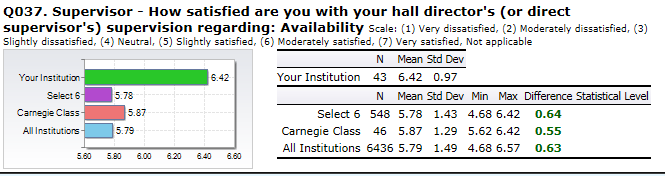 Q037. Supervisor - How satisfied are you with your hall director's (or direct
supervisor's) supervision regarding: Availability Scale: (1) Very dissatisfied, (2) Moderately dissatisfied, (3)
Slightly dissatisfied, (4) Neutral, (5) Slightly satisfied, (6) Moderately satisfied, (7) Very satisfied, Not applicable
Your Institution 6.42
Select 6 5.78
Carnegie Class 5.87
All Institutions 5.79
5.60 5.80 6.00 6.20 6.40 6.60
N Mean Std Dev
Your Institution 43 6.42 0.97
N Mean Std Dev Min Max Difference Statistical Level
Select 6 548 5.78 1.43 4.68 6.42 0.64
Carnegie Class 46 5.87 1.29 5.62 6.42 0.55
All Institutions 6436 5.79 1.49 4.68 6.57 0.63